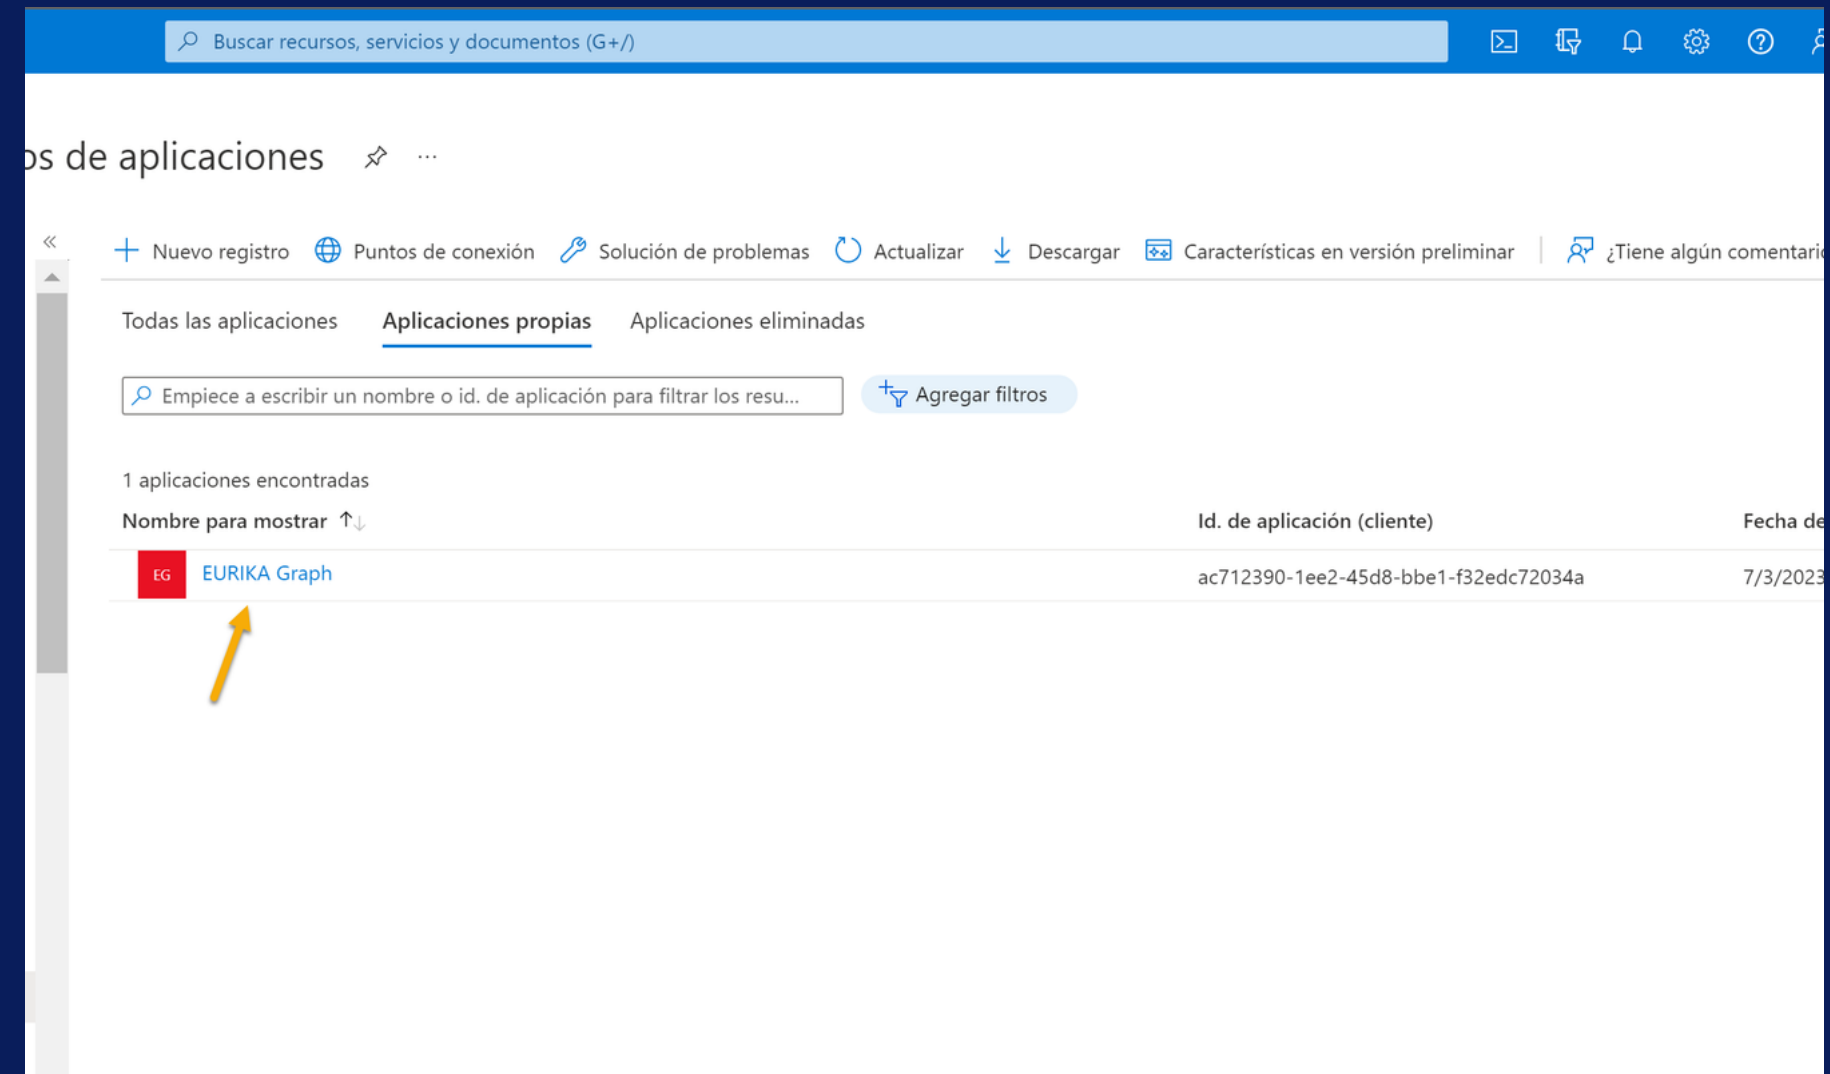 Buscar recursos, servicios y documentos (G+/)
os de aplicaciones
Nuevo registro Puntos de conexión Solución de problemas Actualizar Descargar Características en versión preliminar ¿Tiene algún comentario
Todas las aplicaciones Aplicaciones propias Aplicaciones eliminadas
Empiece a escribir un nombre o id. de aplicación para filtrar los resu... Agregar filtros
1 aplicaciones encontradas
Nombre para mostrar Id. de aplicación (cliente) Fecha de
EG EURIKA Graph ac712390-1ee2-45d8-bbe1-f32edc72034a 7/3/2023